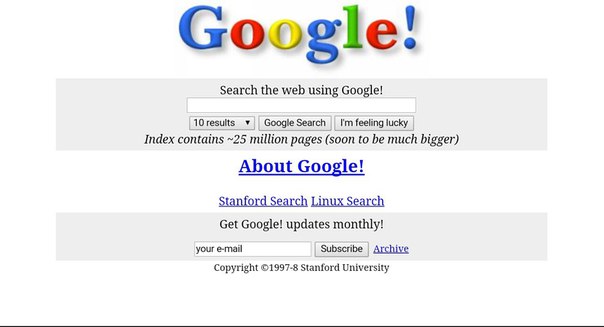 Google!
Search the web using Google!
10 results Google Search I'm feeling lucky
Index contains ~25 million pages (soon to be much bigger)
About Google!
Stanford Search Linux Search
Get Google! updates monthly!
your e-mail Subscribe Archive
Copyright ©1997-8 Stanford University